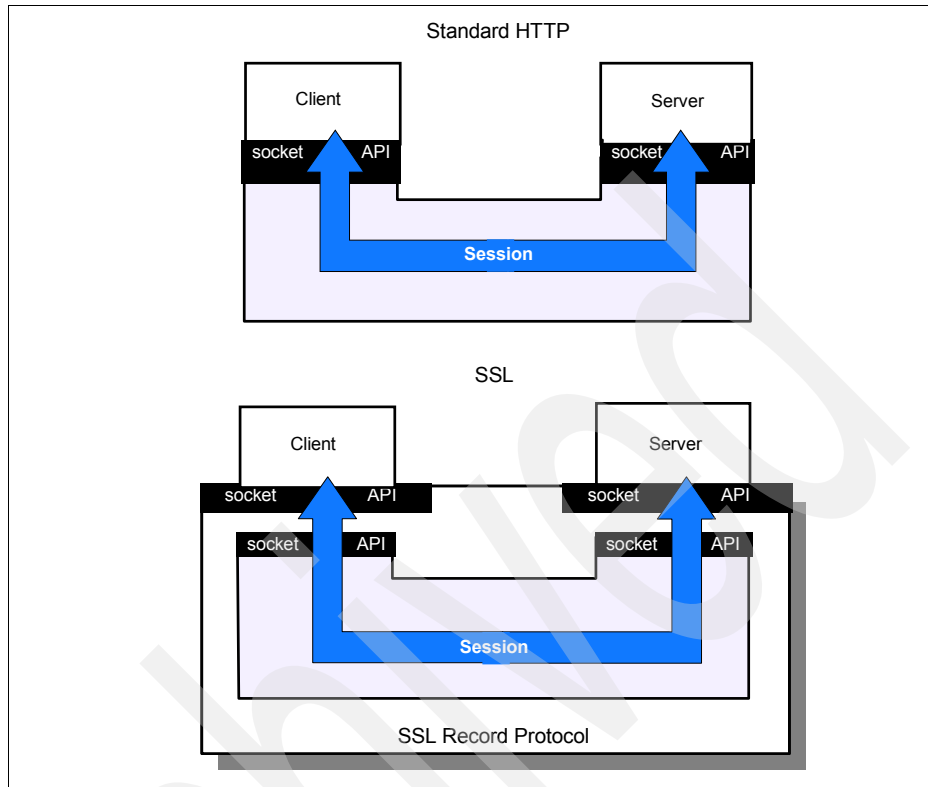 Standard HTTP
Client
Server
socket API
socket API
Session
SSL
Client
Server
socket API
socket API
socket API
socket API
Session
SSL Record Protocol